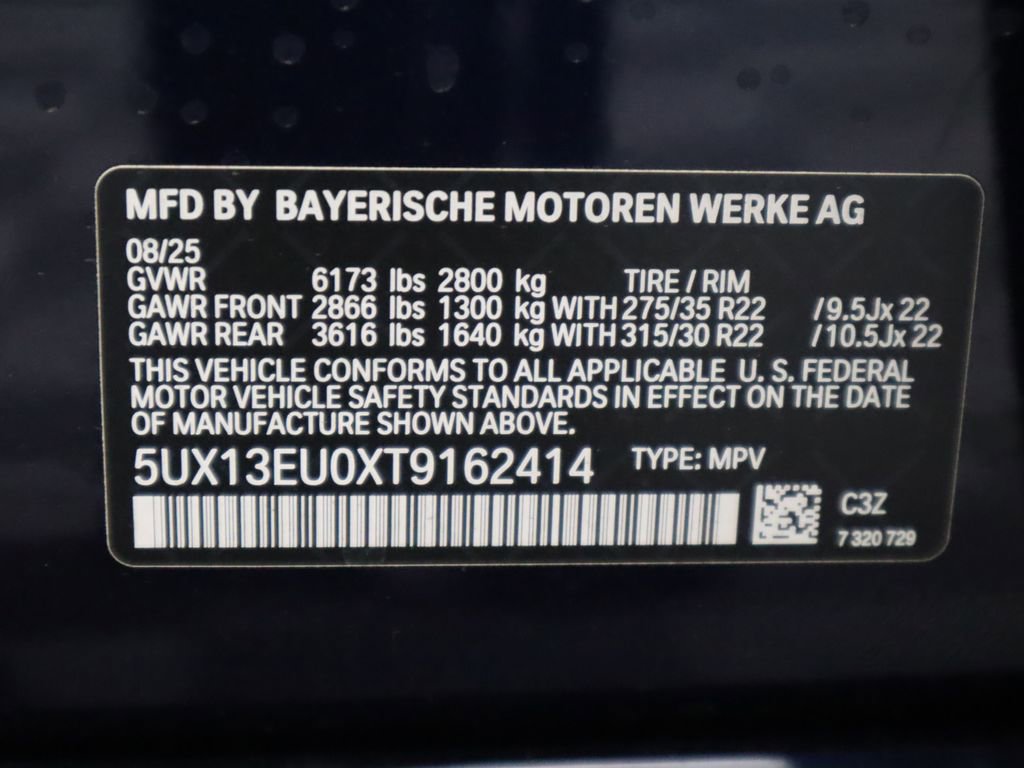 MFD BY BAYERISCHE MOTOREN WERKE AG
08/25
GVWR 6173 lbs 2800 kg TIRE / RIM
GAWR FRONT 2866 lbs 1300 kg WITH 275/35 R22 /9.5Jx 22
GAWR REAR 3616 lbs 1640 kg WITH 315/30 R22 /10.5Jx 22
THIS VEHICLE CONFORMS TO ALL APPLICABLE U. S. FEDERAL
MOTOR VEHICLE SAFETY STANDARDS IN EFFECT ON THE DATE
OF MANUFACTURE SHOWN ABOVE.
5UX13EU0XT9162414 TYPE: MPV
C3Z
7 320 729